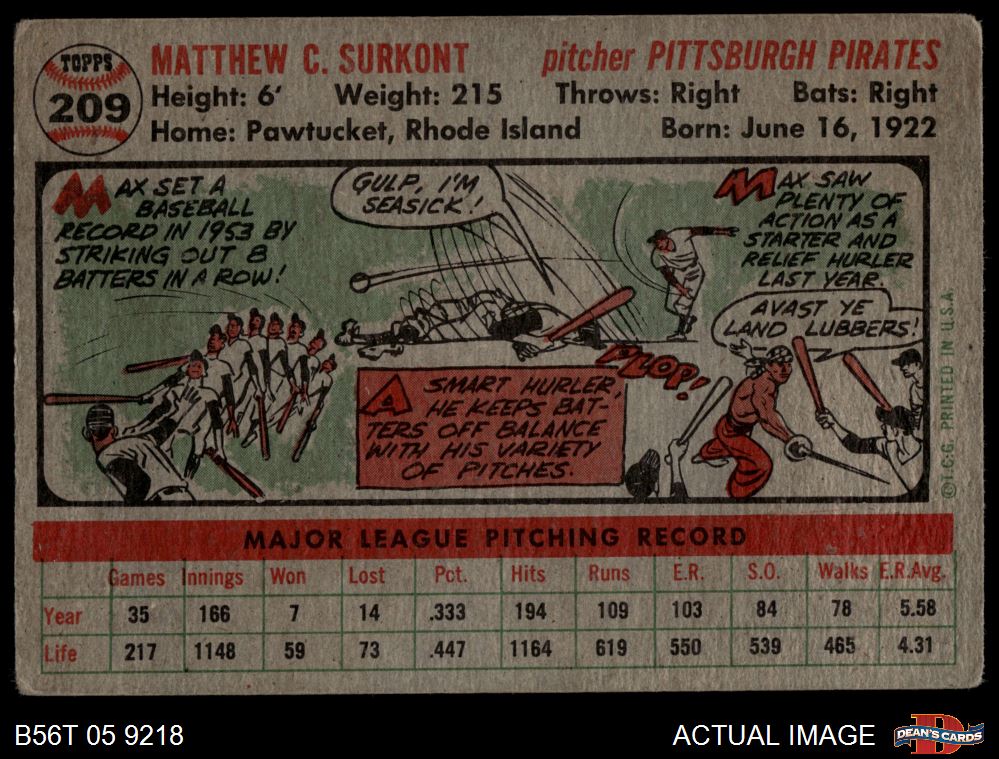 TOPPS
209
MATTHEW C. SURKONT pitcher PITTSBURGH PIRATES
Height: 6' Weight: 215 Throws: Right Bats: Right
Home: Pawtucket, Rhode Island Born: June 16, 1922
MAX SET A
BASEBALL
RECORD IN 1953 BY
STRIKING OUT 8
BATTERS IN A ROW!
GULP, I'M
SEASICK!
A SMART HURLER,
HE KEEPS BAT-
TERS OFF BALANCE
WITH HIS VARIETY
OF PITCHES.
PLOP!
MAX SAW
PLENTY OF
ACTION AS A
STARTER AND
RELIEF HURLER
LAST YEAR.
AVAST YE
LAND LUBBERS!
©T.C.G. PRINTED IN U.S.A.
MAJOR LEAGUE PITCHING RECORD
Games Innings Won Lost Pct. Hits Runs E.R. S.O. Walks E.R.Avg.
Year 35 166 7 14 .333 194 109 103 84 78 5.58
Life 217 1148 59 73 .447 1164 619 550 539 465 4.31
B56T 05 9218
ACTUAL IMAGE
DEAN'S CARDS